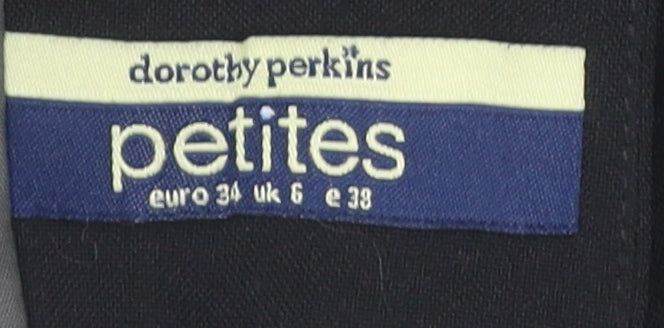 dorothy perkins
petites
euro 34 uk 6 e 38